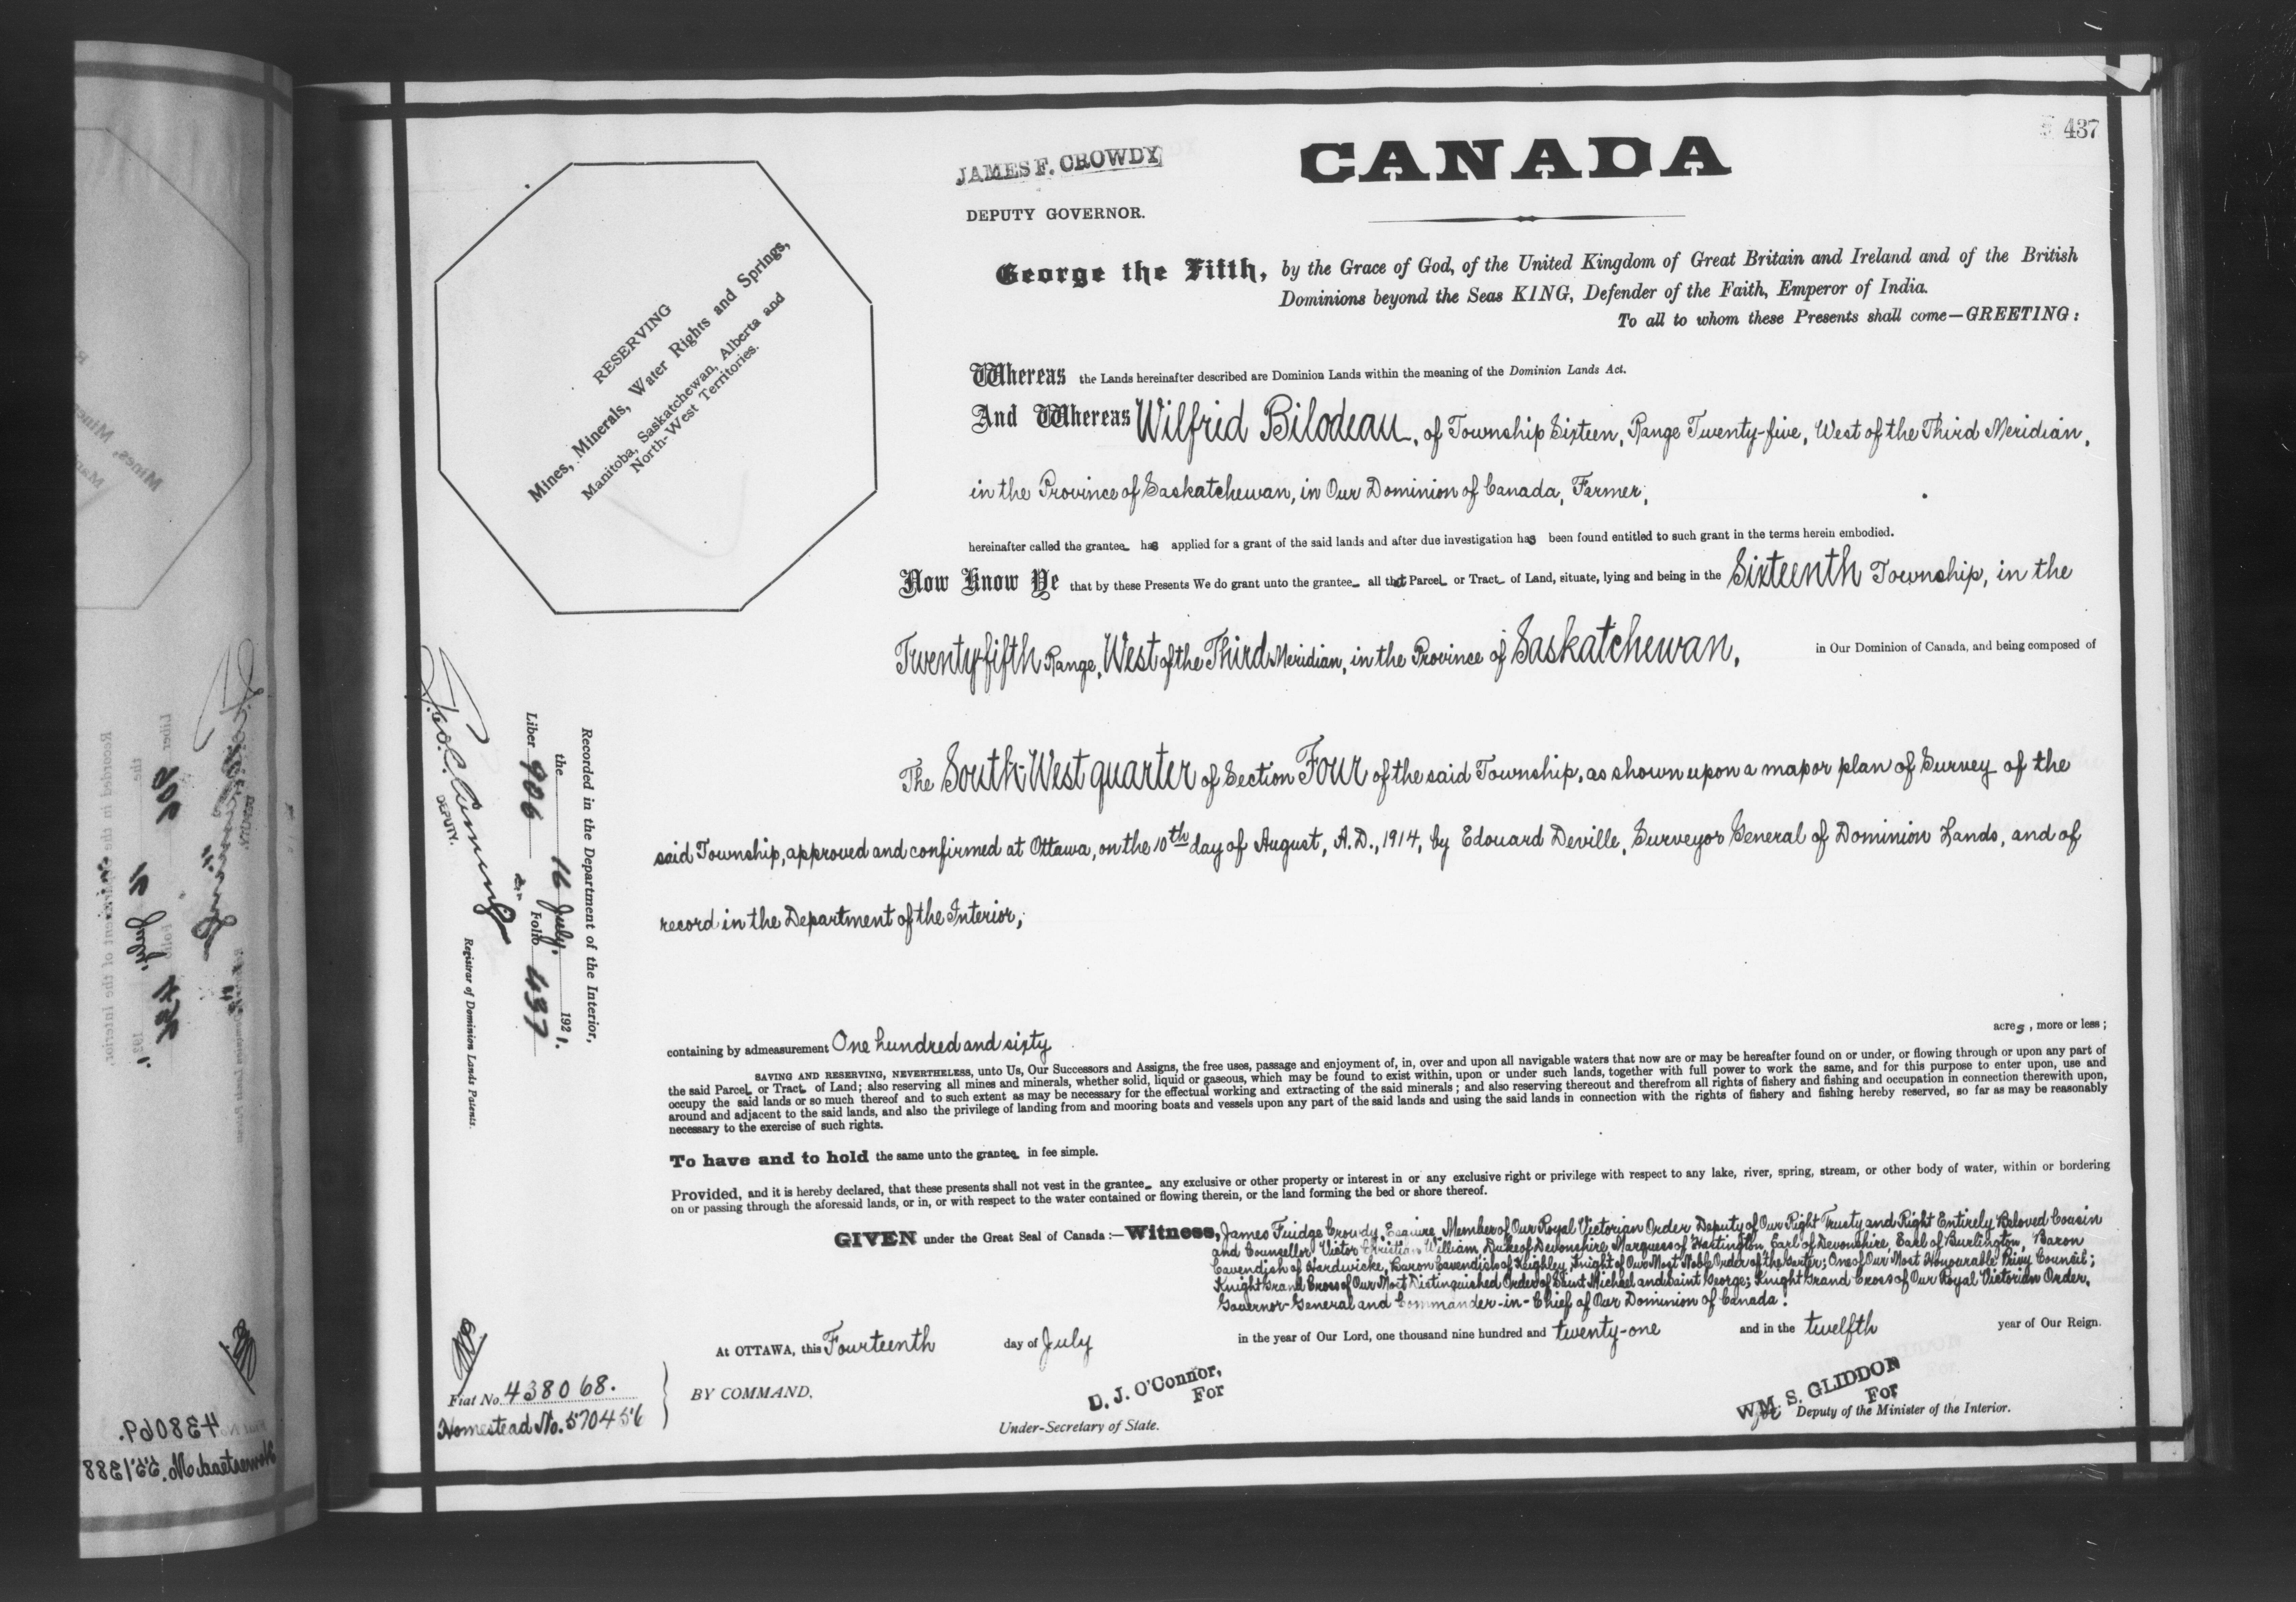 437
JAMES F. CROWDY
DEPUTY GOVERNOR.
CANADA
George the Fifth, by the Grace of God, of the United Kingdom of Great Britain and Ireland and of the British
Dominions beyond the Seas KING, Defender of the Faith, Emperor of India.
To all to whom these Presents shall come—GREETING:
RESERVING
Mines, Minerals, Water Rights and Springs,
Manitoba, Saskatchewan, Alberta and
North-West Territories.
Whereas the Lands hereinafter described are Dominion Lands within the meaning of the Dominion Lands Act.
And Whereas Wilfrid Bilodeau, of Township Sixteen, Range Twenty-five, West of the Third Meridian,
in the Province of Saskatchewan, in Our Dominion of Canada, Farmer,
hereinafter called the grantee has applied for a grant of the said lands and after due investigation has been found entitled to such grant in the terms herein embodied.
Now Know Ye that by these Presents We do grant unto the grantee all that Parcel or Tract of Land, situate, lying and being in the Sixteenth Township, in the
Twenty fifth Range, West of the Third Meridian, in the Province of Saskatchewan, in Our Dominion of Canada, and being composed of
The South-West quarter of Section Four of the said Township, as shown upon a map or plan of Survey of the
said Township, approved and confirmed at Ottawa, on the 10th day of August, A.D., 1914, by Edouard Deville, Surveyor General of Dominion Lands, and of
record in the Department of the Interior,
containing by admeasurement One hundred and sixty acres, more or less;
SAVING AND RESERVING, NEVERTHELESS, unto Us, Our Successors and Assigns, the free uses, passage and enjoyment of, in, over and upon all navigable waters that now are or may be hereafter found on or under, or flowing through or upon any part of
the said Parcel or Tract of Land; also reserving all mines and minerals, whether solid, liquid or gaseous, which may be found to exist within, upon or under such lands, together with full power to work the same, and for this purpose to enter upon, use and
occupy the said lands or so much thereof and to such extent as may be necessary for the effectual working and extracting of the said minerals; and also reserving thereout and therefrom all rights of fishery and fishing and occupation in connection therewith upon,
around and adjacent to the said lands, and also the privilege of landing from and mooring boats and vessels upon any part of the said lands and using the said lands in connection with the rights of fishery and fishing hereby reserved, so far as may be reasonably
necessary to the exercise of such rights.
To have and to hold the same unto the grantee in fee simple.
Provided, and it is hereby declared, that these presents shall not vest in the grantee any exclusive or other property or interest in or any exclusive right or privilege with respect to any lake, river, spring, stream, or other body of water, within or bordering
on or passing through the aforesaid lands, or in, or with respect to the water contained or flowing therein, or the land forming the bed or shore thereof.
GIVEN under the Great Seal of Canada:—Witness, James Fuidge Crowdy, Esquire, Member of Our Royal Victorian Order Deputy of Our Right Trusty and Right Entirely Beloved Cousin
and Counsellor, Victor Christian William, Duke of Devonshire, Marquess of Hartington, Earl of Devonshire, Earl of Burlington, Baron
Cavendish of Hardwicke, Baron Cavendish of Keighley, Knight of Our Most Noble Order of the Garter; One of Our Most Honourable Privy Council;
Knight Grand Cross of Our Most Distinguished Order of Saint Michael and Saint George; Knight Grand Cross of Our Royal Victorian Order,
Governor-General and Commander-in-Chief of Our Dominion of Canada.
At OTTAWA, this Fourteenth day of July in the year of Our Lord, one thousand nine hundred and twenty-one and in the twelfth year of Our Reign.
BY COMMAND,
D. J. O'Connor,
For
Under-Secretary of State.
WM. S. GLIDDON
For
Deputy of the Minister of the Interior.
Recorded in the Department of the Interior,
the 16 July, 1921.
Liber 906 Folio 437
DEPUTY.
Registrar of Dominion Lands Patents.
Fiat No. 438068.
Homestead No. 570456
438069.
Homestead No. 551388